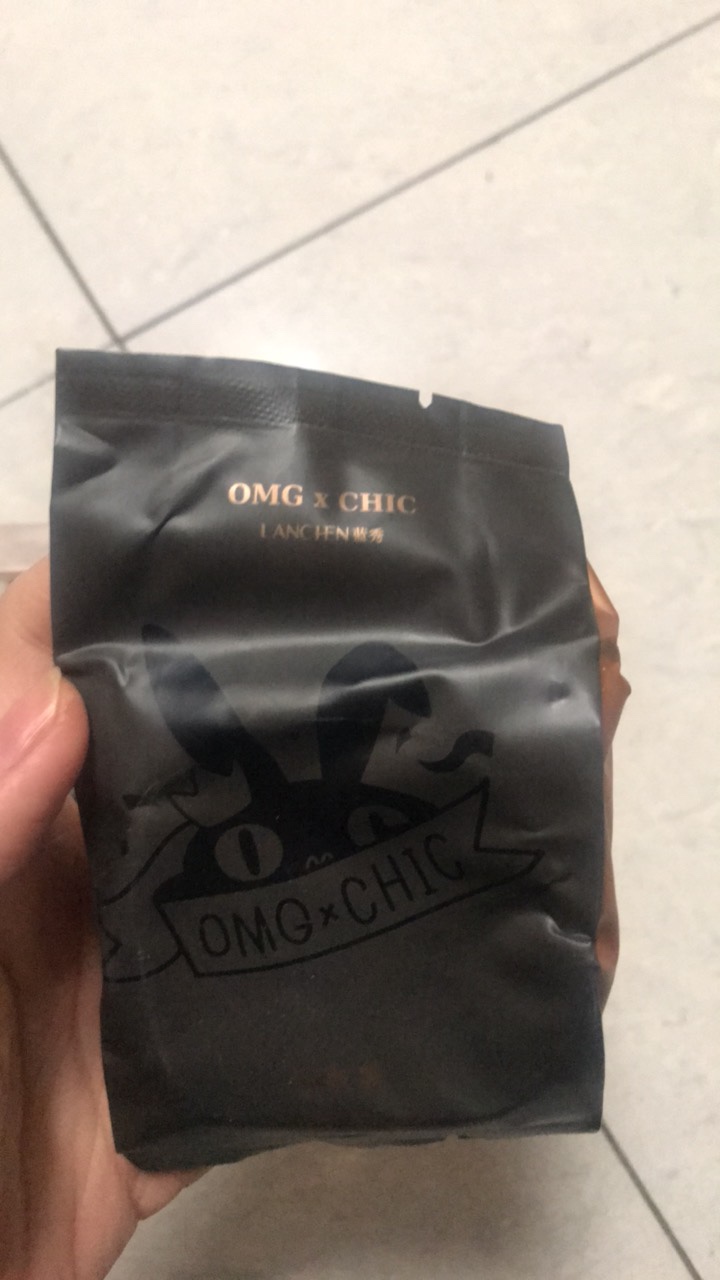 OMG x CHIC
LANCHEN 蓝秀
OMG × CHIC